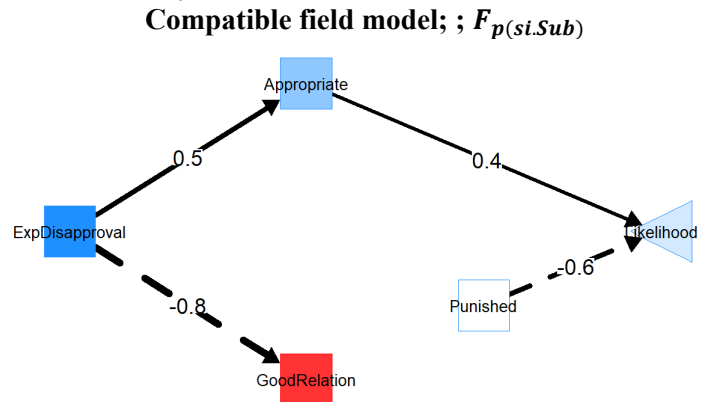 Compatible field model; ; F_p(si.Sub)
Appropriate
0.5
0.4
ExpDisapproval
Likelihood
-0.6
-0.8
Punished
GoodRelation